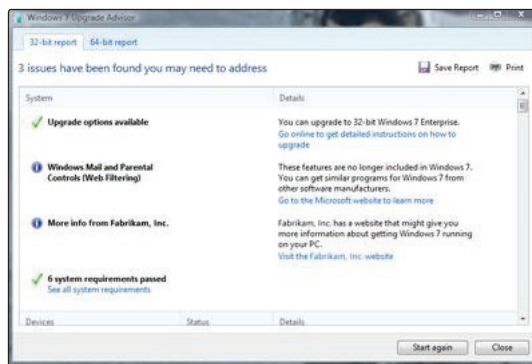 Windows 7 Upgrade Advisor
32-bit report 64-bit report
3 issues have been found you may need to address
Save Report Print
System Details
Upgrade options available
You can upgrade to 32-bit Windows 7 Enterprise.
Go online to get detailed instructions on how to
upgrade
Windows Mail and Parental
Controls (Web Filtering)
These features are no longer included in Windows 7.
You can get similar programs for Windows 7 from
other software manufacturers.
Go to the Microsoft website to learn more
More info from Fabrikam, Inc.
Fabrikam, Inc. has a website that might give you
more information about getting Windows 7 running
on your PC.
Visit the Fabrikam, Inc. website
6 system requirements passed
See all system requirements
Devices Status Details
Start again Close